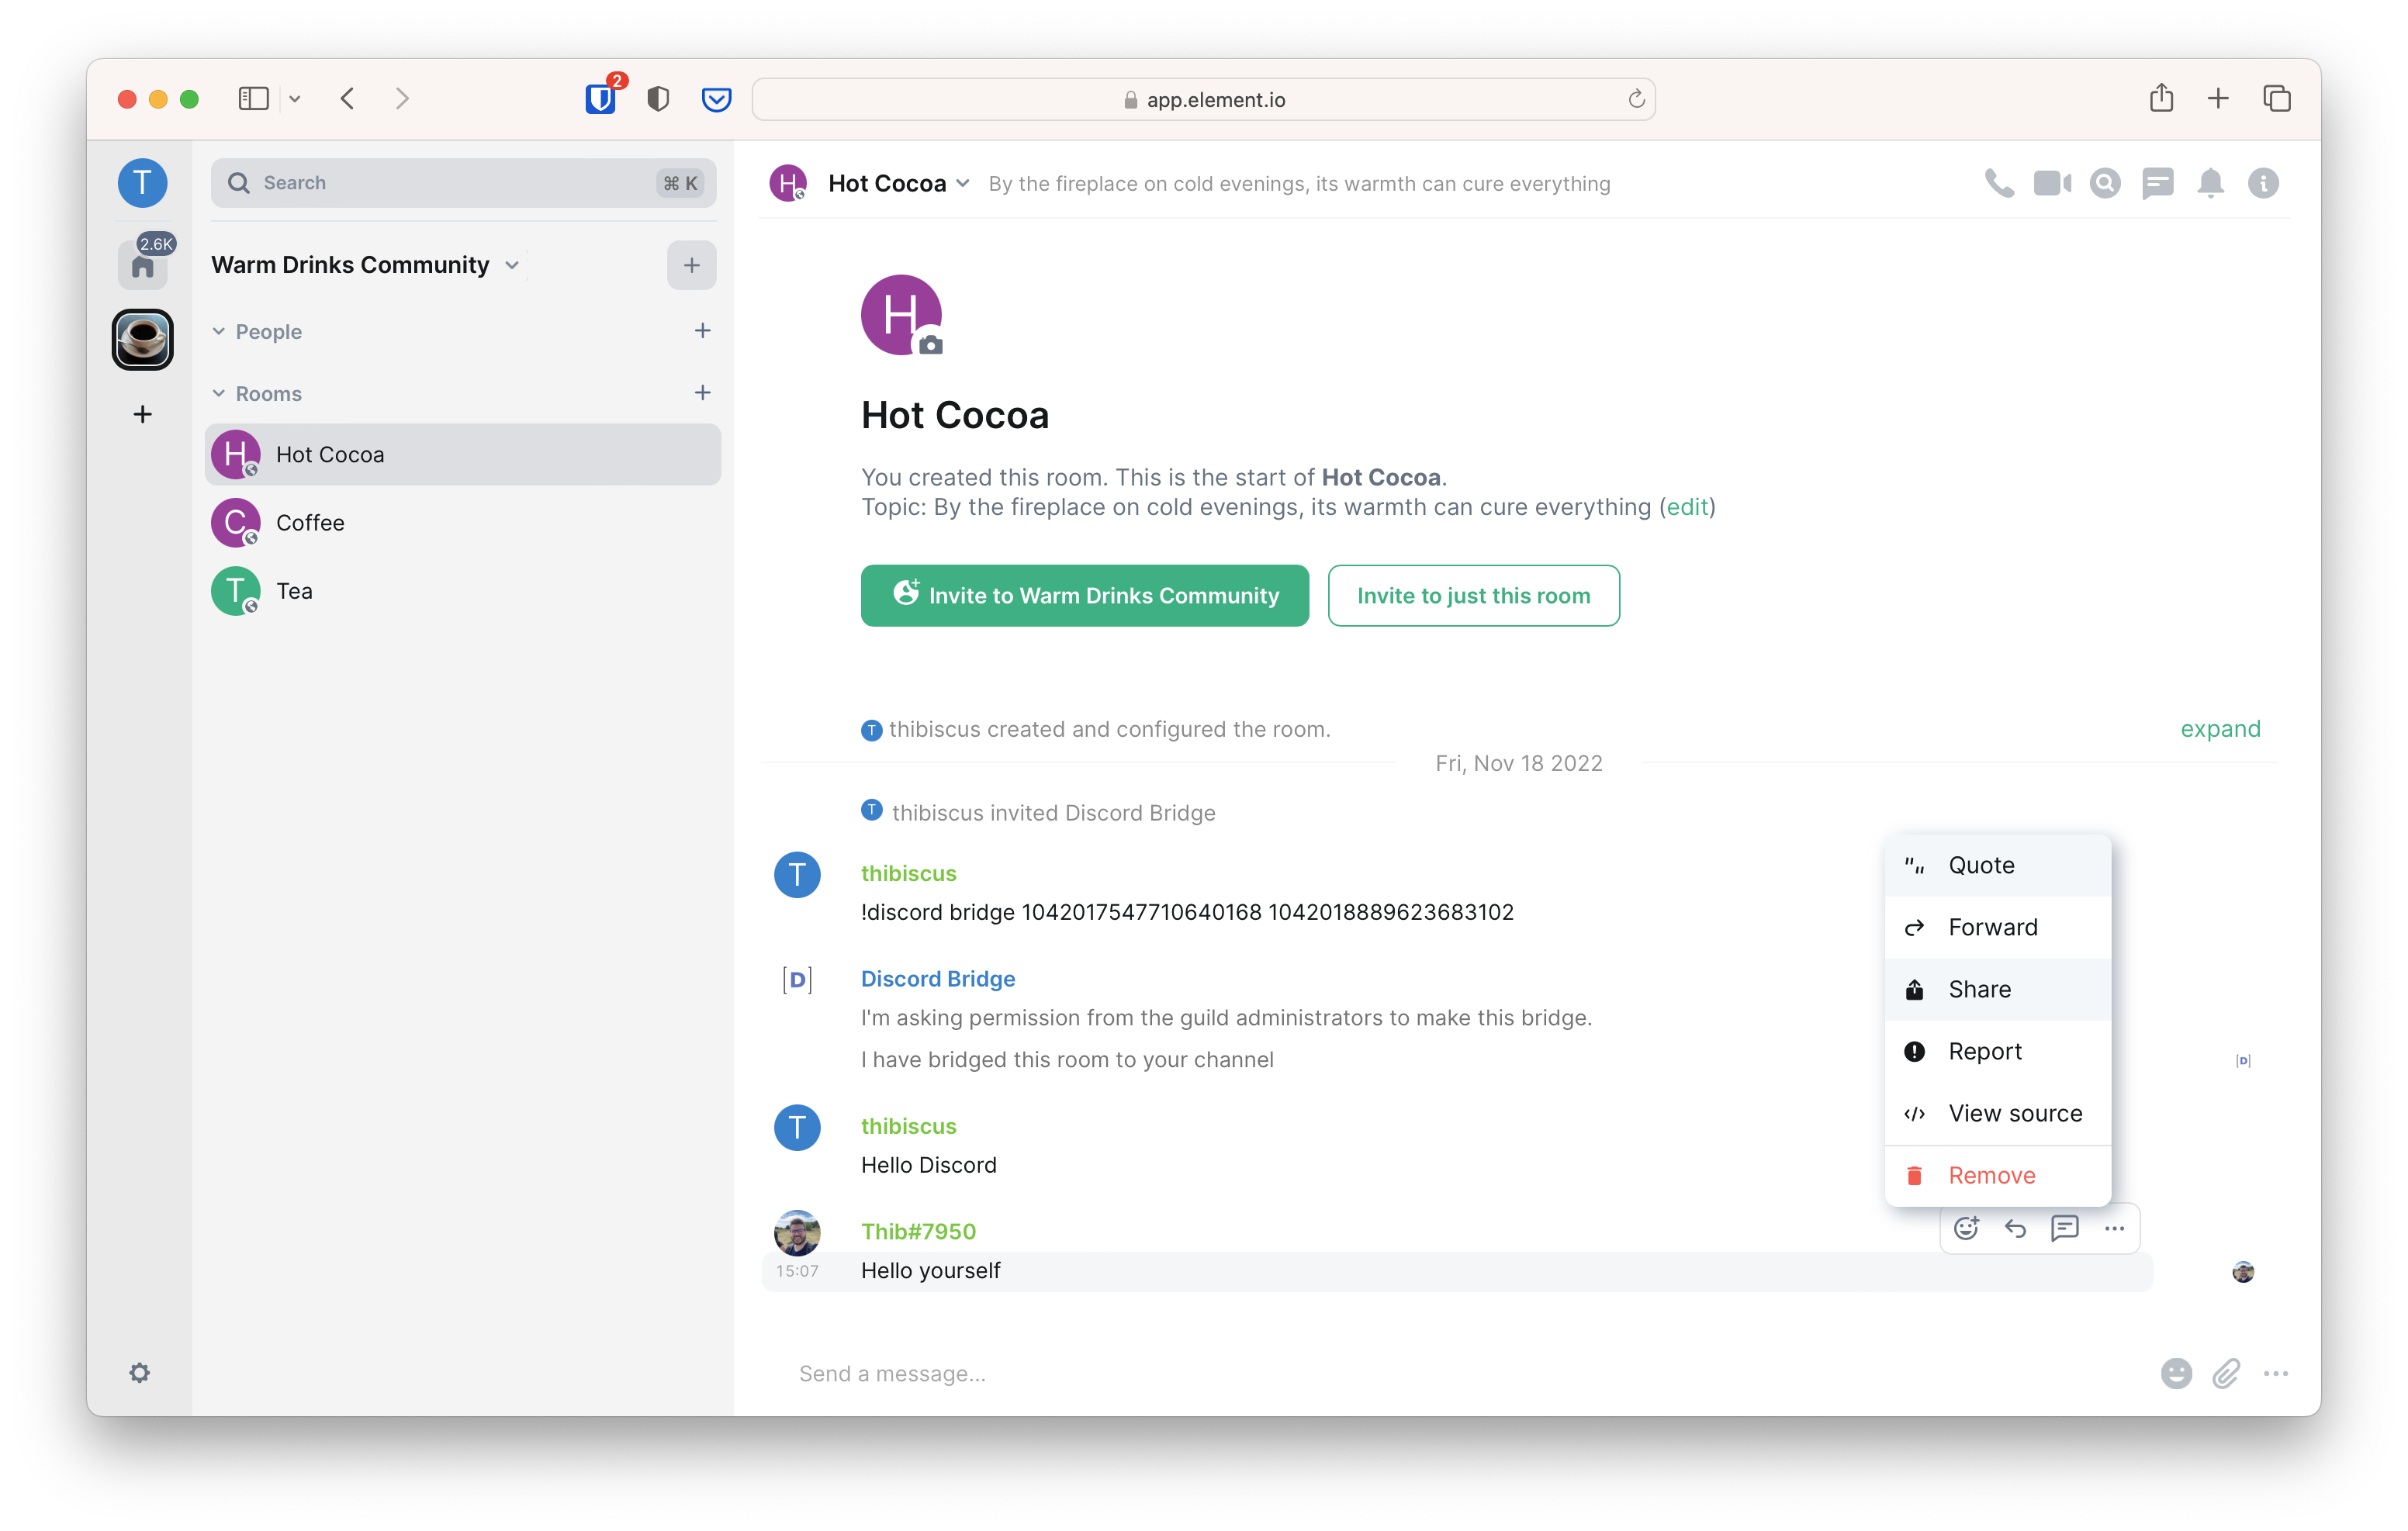 2
app.element.io
T
Search
⌘ K
2.6K
Warm Drinks Community
People
Rooms
H
Hot Cocoa
C
Coffee
T
Tea
H
Hot Cocoa
By the fireplace on cold evenings, its warmth can cure everything
H
Hot Cocoa
You created this room. This is the start of Hot Cocoa.
Topic: By the fireplace on cold evenings, its warmth can cure everything (edit)
Invite to Warm Drinks Community
Invite to just this room
T
thibiscus created and configured the room.
expand
Fri, Nov 18 2022
T
thibiscus invited Discord Bridge
T
thibiscus
!discord bridge 1042017547710640168 1042018889623683102
[D]
Discord Bridge
I'm asking permission from the guild administrators to make this bridge.
I have bridged this room to your channel
[D]
T
thibiscus
Hello Discord
Thib#7950
15:07
Hello yourself
Quote
Forward
Share
Report
View source
Remove
Send a message…